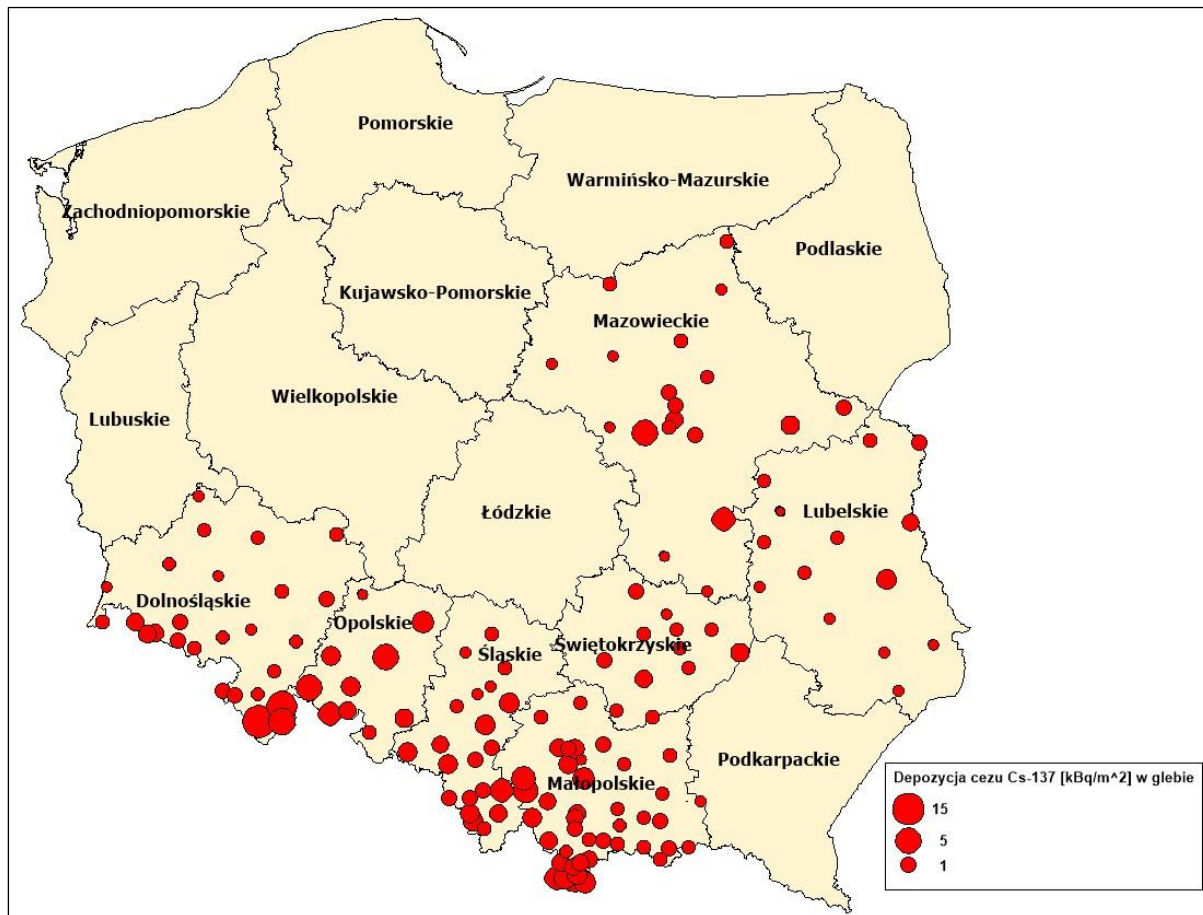 Pomorskie
Warmińsko-Mazurskie
Zachodniopomorskie
Podlaskie
Kujawsko-Pomorskie
Mazowieckie
Wielkopolskie
Lubuskie
Łódzkie
Lubelskie
Dolnośląskie
Opolskie
Śląskie
Świętokrzyskie
Podkarpackie
Małopolskie
Depozycja cezu Cs-137 [kBq/m^2] w glebie
15
5
1